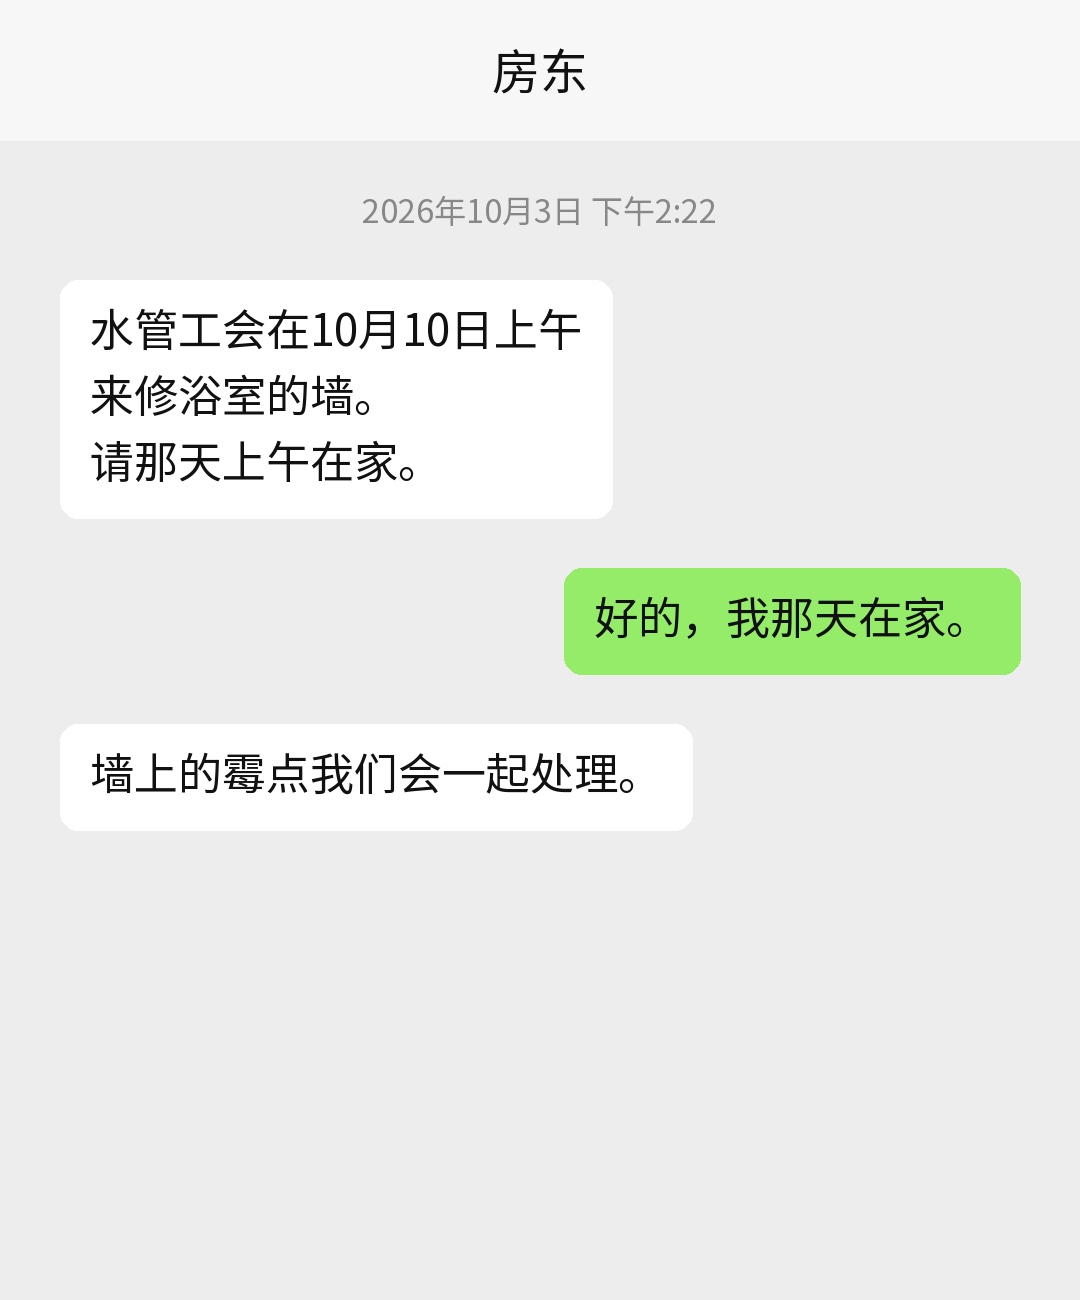 房东
2026年10月3日 下午2:22
水管工会在10月10日上午
来修浴室的墙。
请那天上午在家。
好的，我那天在家。
墙上的霉点我们会一起处理。